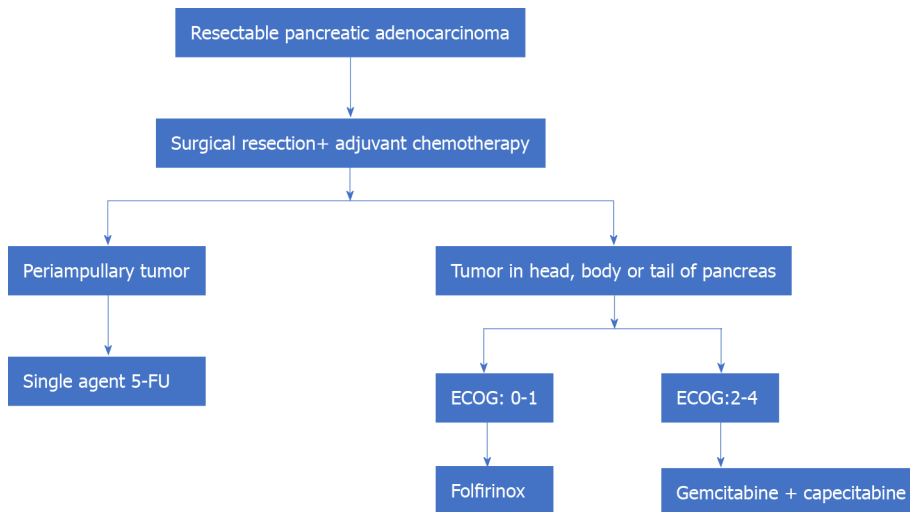 Resectable pancreatic adenocarcinoma
Surgical resection+ adjuvant chemotherapy
Periampullary tumor
Tumor in head, body or tail of pancreas
Single agent 5-FU
ECOG: 0-1
ECOG:2-4
Folfirinox
Gemcitabine + capecitabine